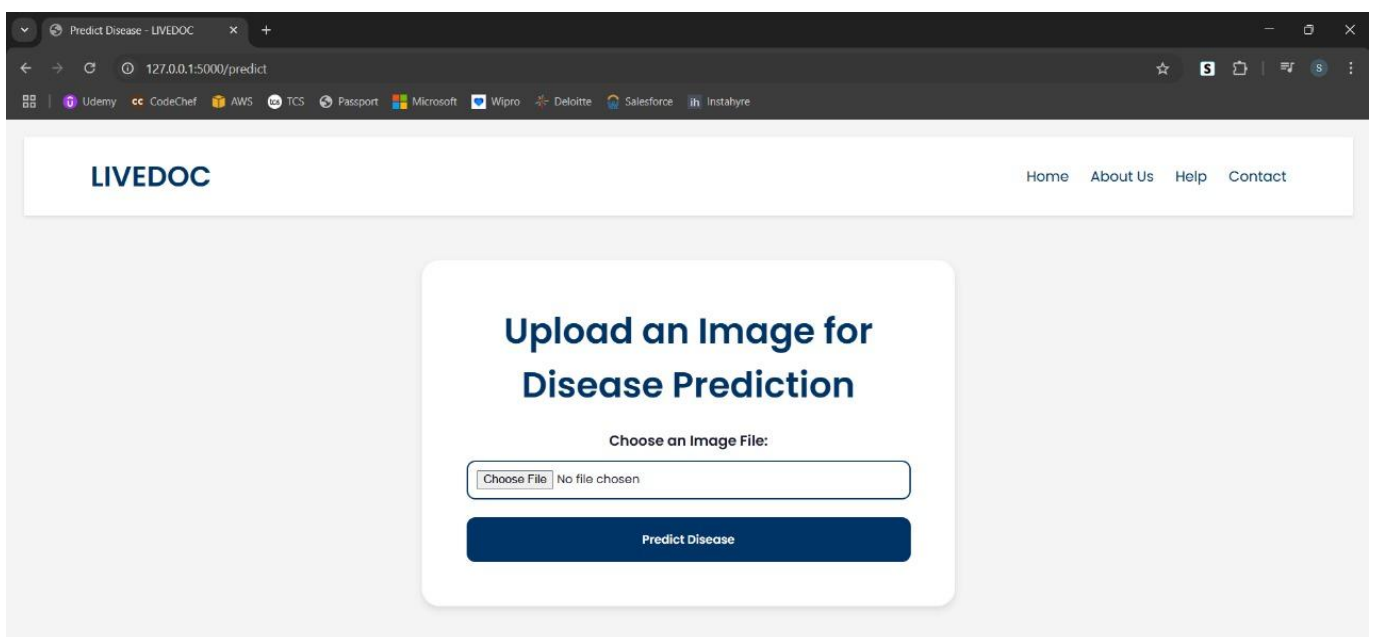 Predict Disease - LIVEDOC
127.0.0.1:5000/predict
S
S
Udemy CodeChef AWS TCS Passport Microsoft Wipro Deloitte Salesforce ih Instahyre
LIVEDOC
Home About Us Help Contact
Upload an Image for
Disease Prediction
Choose an Image File:
Choose File No file chosen
Predict Disease